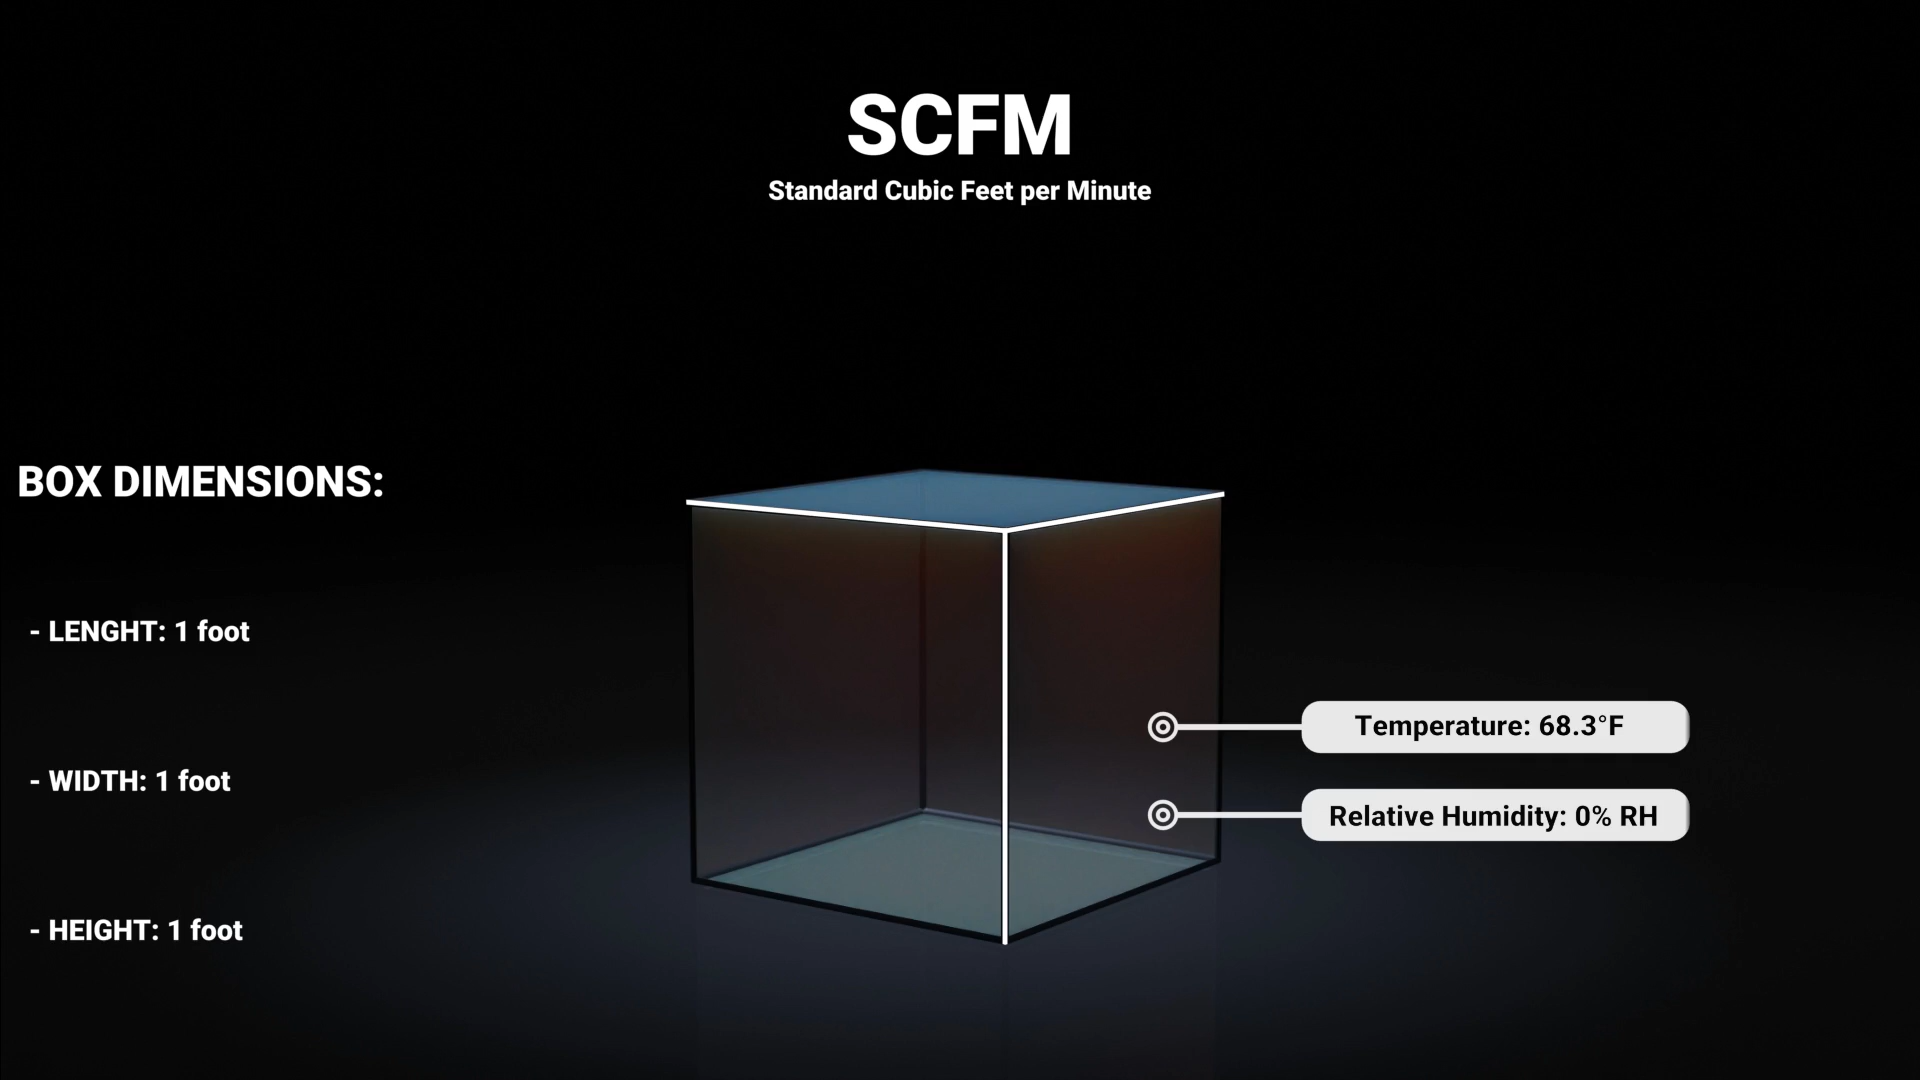 SCFM
Standard Cubic Feet per Minute
BOX DIMENSIONS:
- LENGHT: 1 foot
- WIDTH: 1 foot
- HEIGHT: 1 foot
Temperature: 68.3°F
Relative Humidity: 0% RH